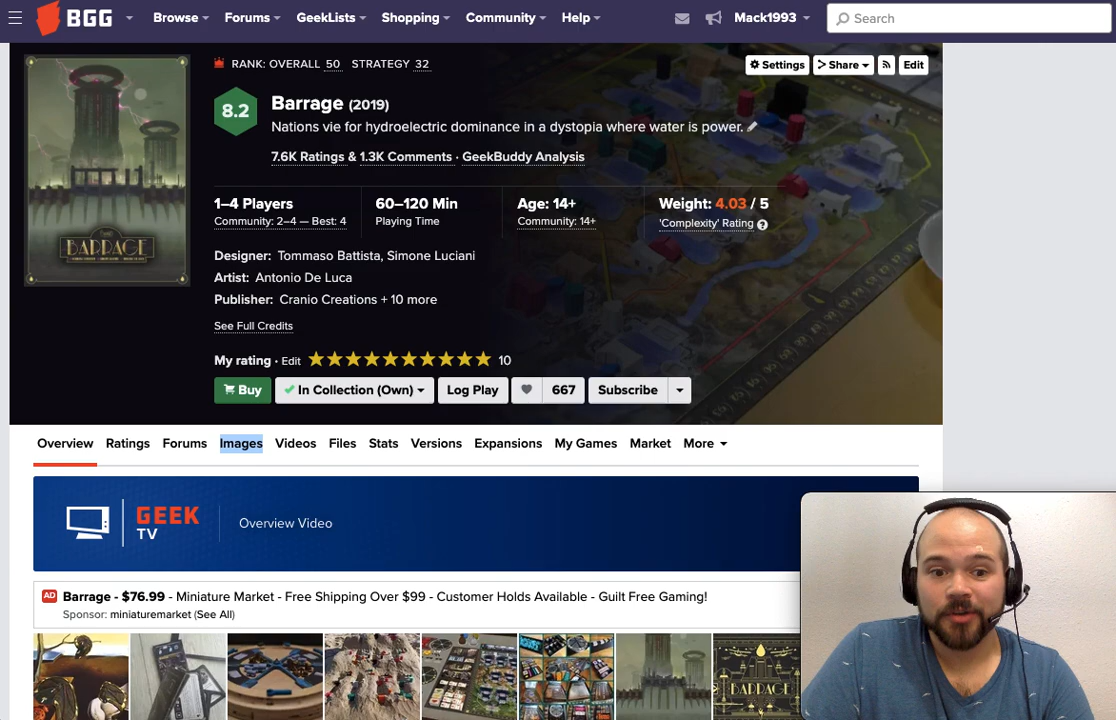 BGG Browse Forums GeekLists Shopping Community Help Mack1993 Search
RANK: OVERALL 50 STRATEGY 32 Settings Share Edit
8.2
Barrage (2019)
Nations vie for hydroelectric dominance in a dystopia where water is power.
7.6K Ratings & 1.3K Comments · GeekBuddy Analysis
1–4 Players 60–120 Min Age: 14+ Weight: 4.03 / 5
Community: 2–4 — Best: 4 Playing Time Community: 14+ 'Complexity' Rating ?
BARRAGE
Designer: Tommaso Battista, Simone Luciani
Artist: Antonio De Luca
Publisher: Cranio Creations + 10 more
See Full Credits
My rating · Edit 10
Buy In Collection (Own) Log Play 667 Subscribe
Overview Ratings Forums Images Videos Files Stats Versions Expansions My Games Market More
GEEK
TV
Overview Video
AD Barrage - $76.99 - Miniature Market - Free Shipping Over $99 - Customer Holds Available - Guilt Free Gaming!
Sponsor: miniaturemarket (See All)
BARRAGE